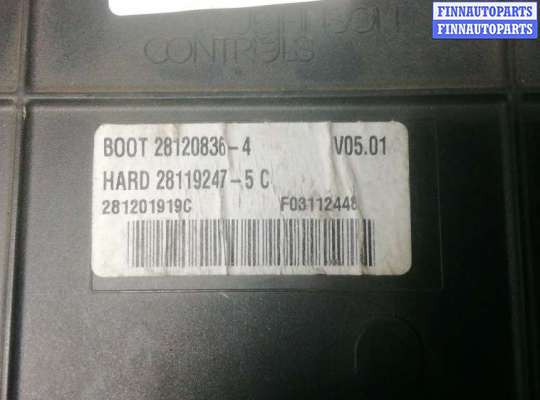 FINNAUTOPARTS
FINNAUTOPARTS
CONTROLS
BOOT 28120836-4 V05.01
HARD 28119247-5 C
281201919C F03112448